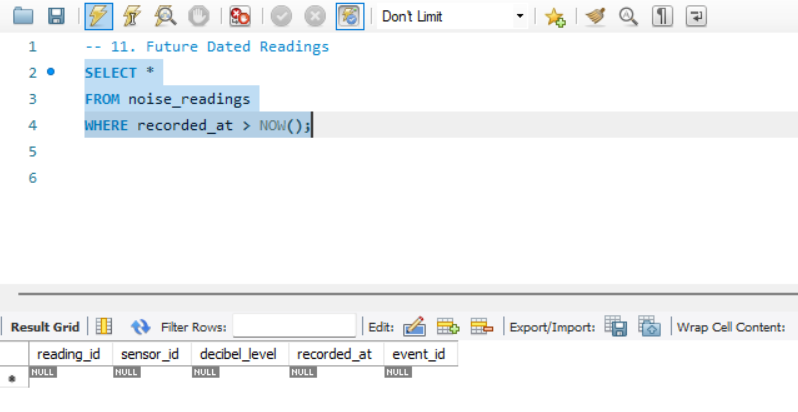 Don't Limit
1 -- 11. Future Dated Readings
2 SELECT *
3 FROM noise_readings
4 WHERE recorded_at > NOW();
5
6
Result Grid Filter Rows: Edit: Export/Import: Wrap Cell Content:
reading_id sensor_id decibel_level recorded_at event_id
NULL NULL NULL NULL NULL